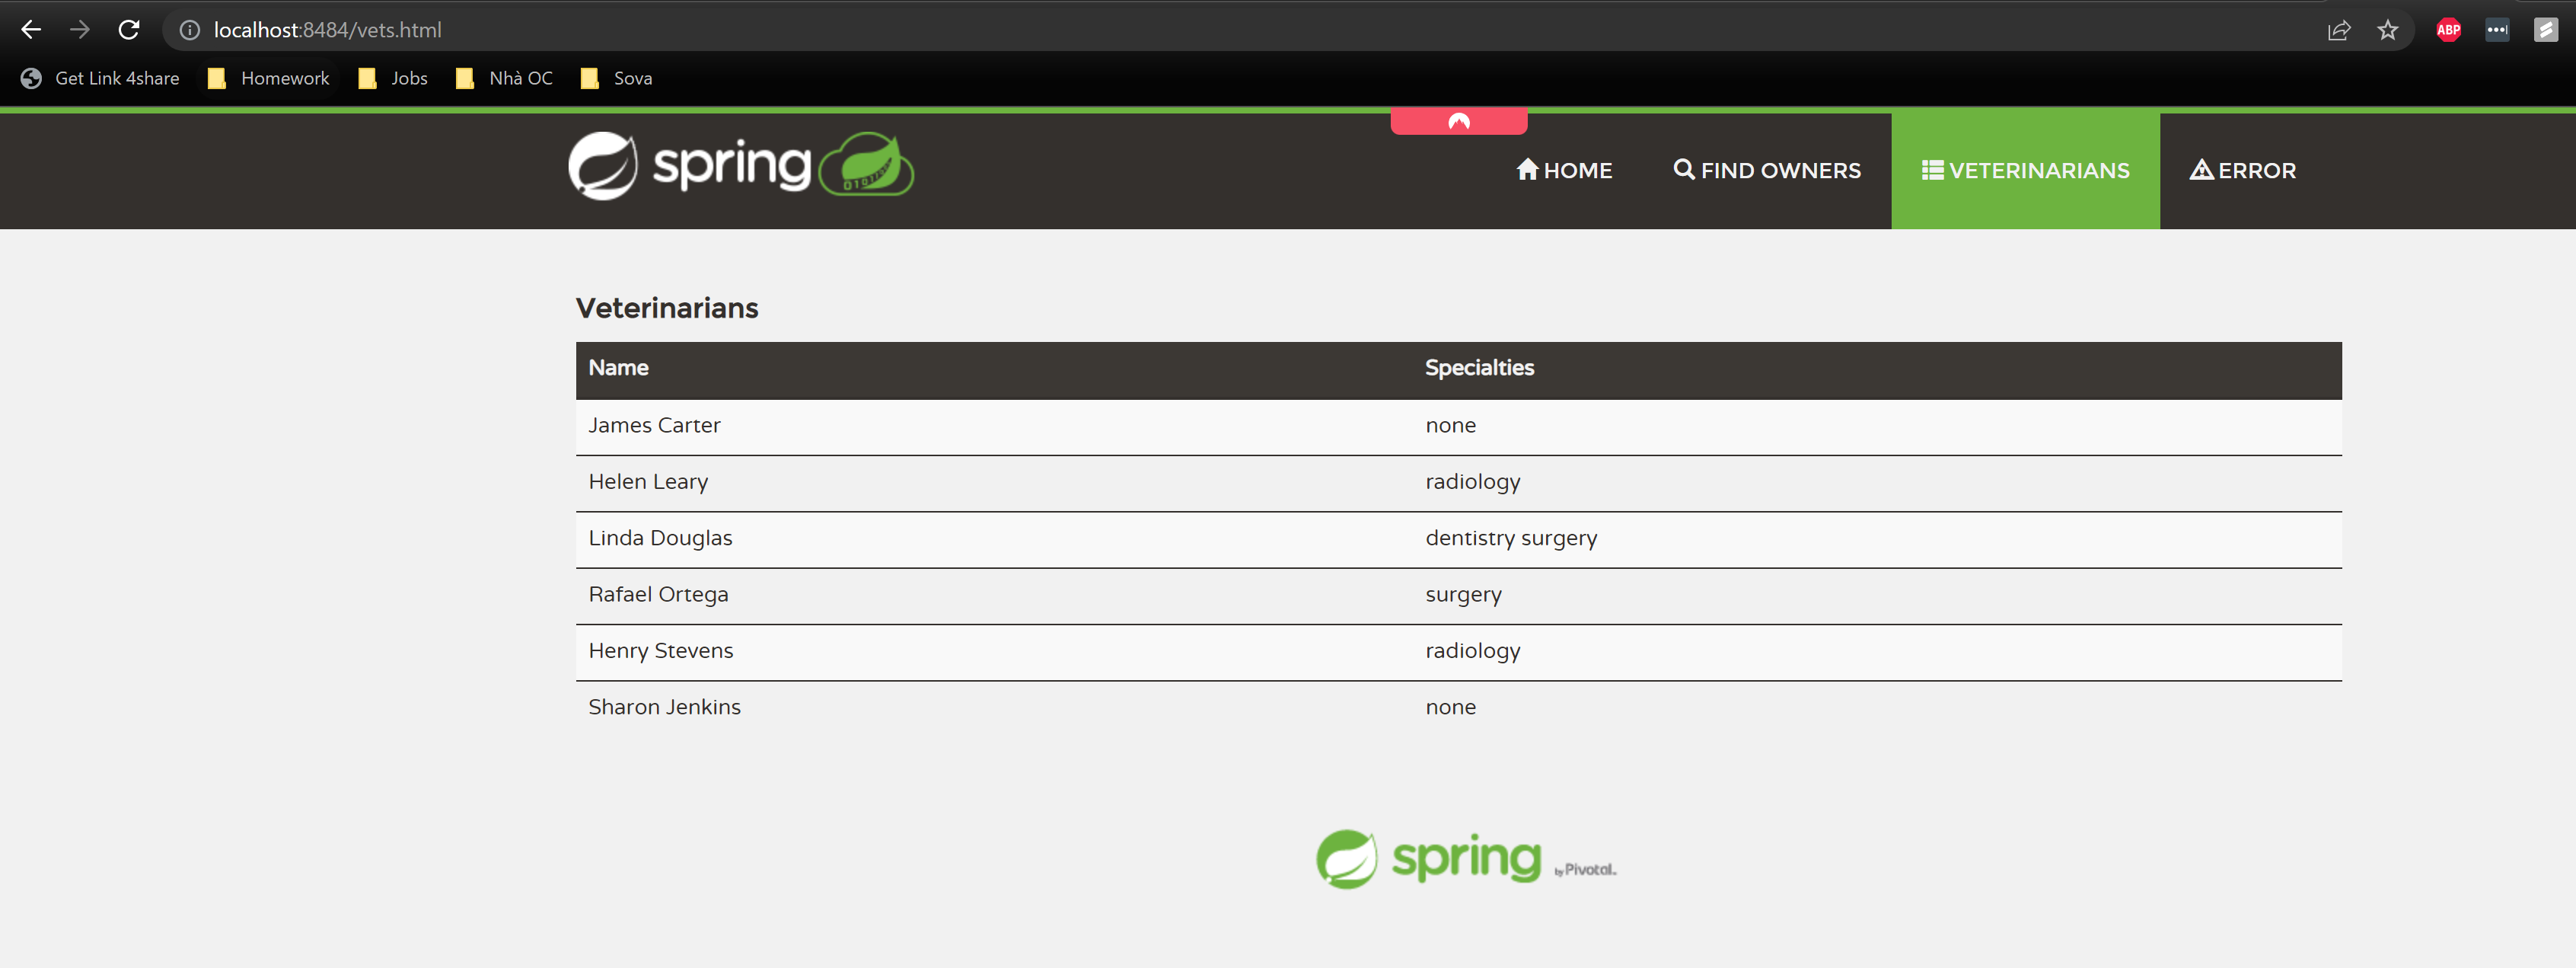 localhost:8484/vets.html
ABP
Get Link 4share Homework Jobs Nhà OC Sova
spring
HOME FIND OWNERS VETERINARIANS ERROR
Veterinarians
Name Specialties
James Carter none
Helen Leary radiology
Linda Douglas dentistry surgery
Rafael Ortega surgery
Henry Stevens radiology
Sharon Jenkins none
spring by Pivotal